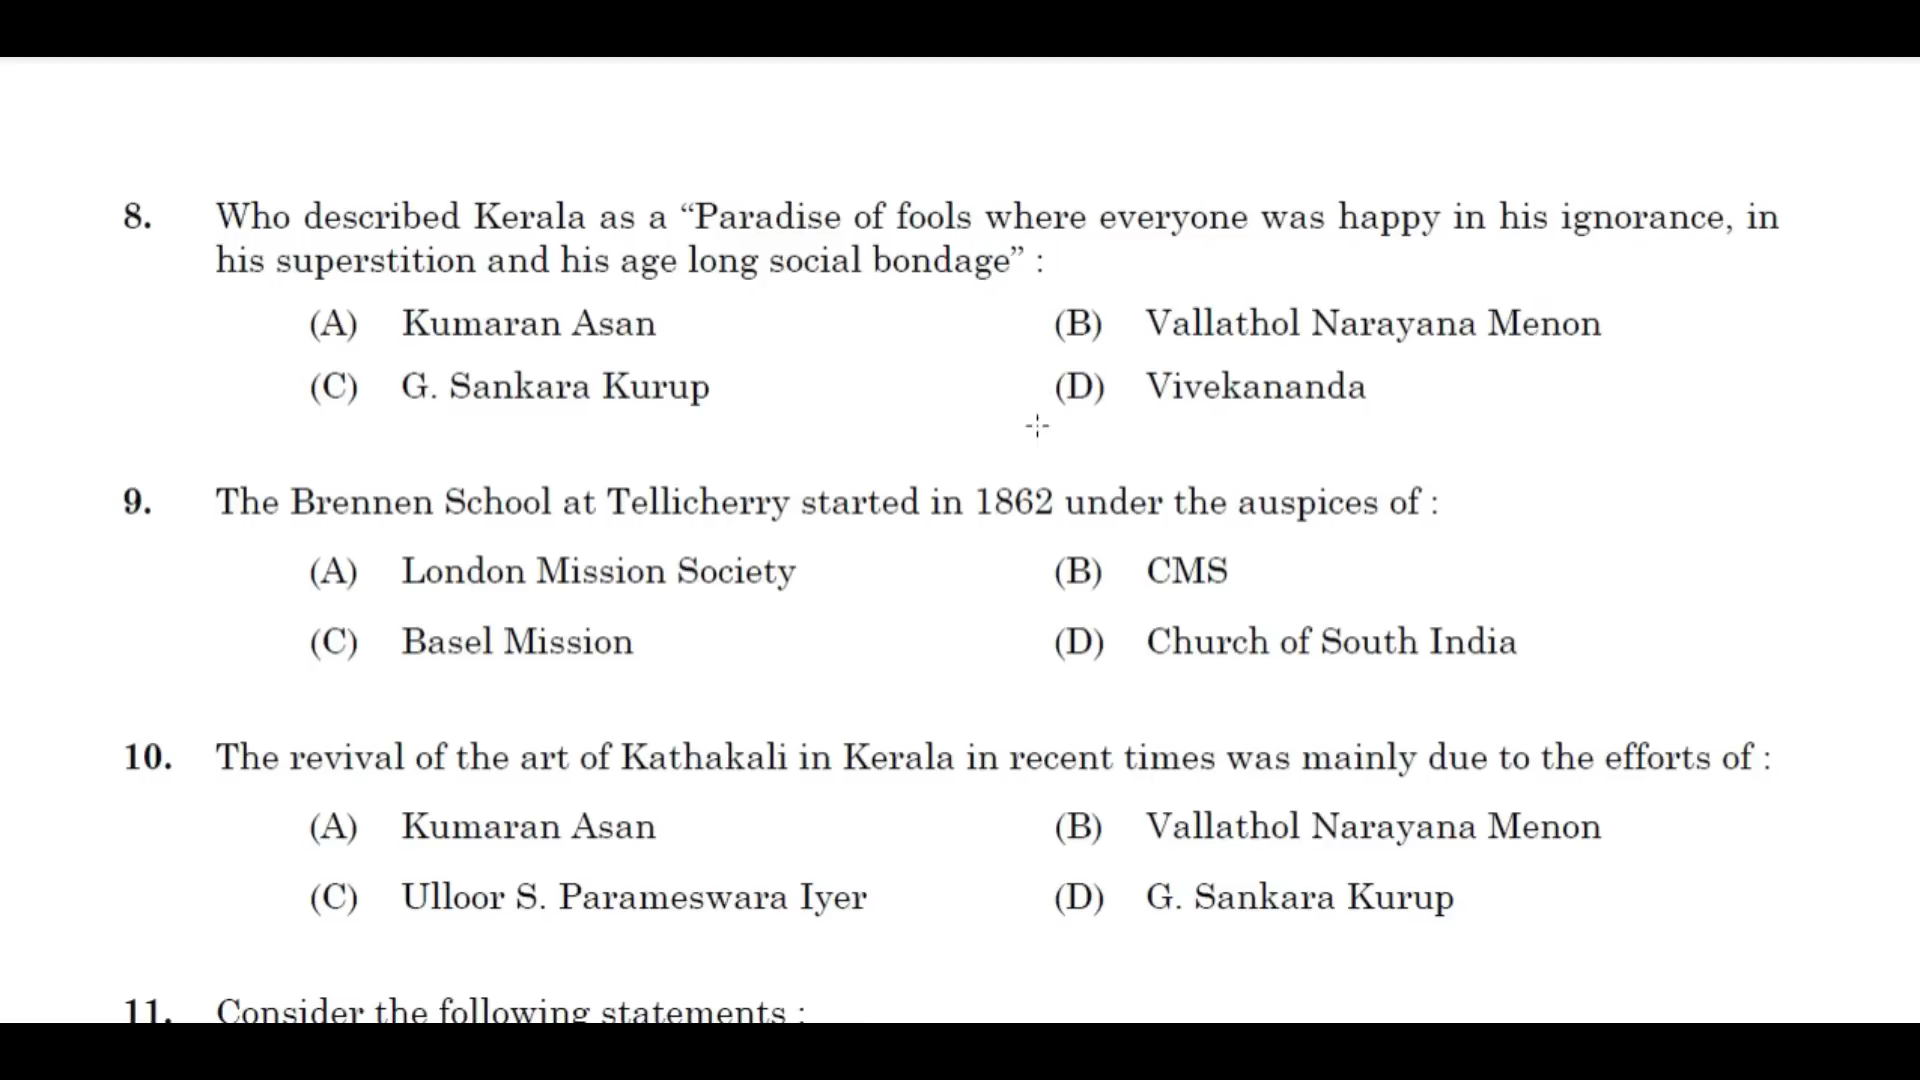 8. Who described Kerala as a “Paradise of fools where everyone was happy in his ignorance, in
his superstition and his age long social bondage” :
(A) Kumaran Asan (B) Vallathol Narayana Menon
(C) G. Sankara Kurup (D) Vivekananda
9. The Brennen School at Tellicherry started in 1862 under the auspices of :
(A) London Mission Society (B) CMS
(C) Basel Mission (D) Church of South India
10. The revival of the art of Kathakali in Kerala in recent times was mainly due to the efforts of :
(A) Kumaran Asan (B) Vallathol Narayana Menon
(C) Ulloor S. Parameswara Iyer (D) G. Sankara Kurup
11. Consider the following statements :